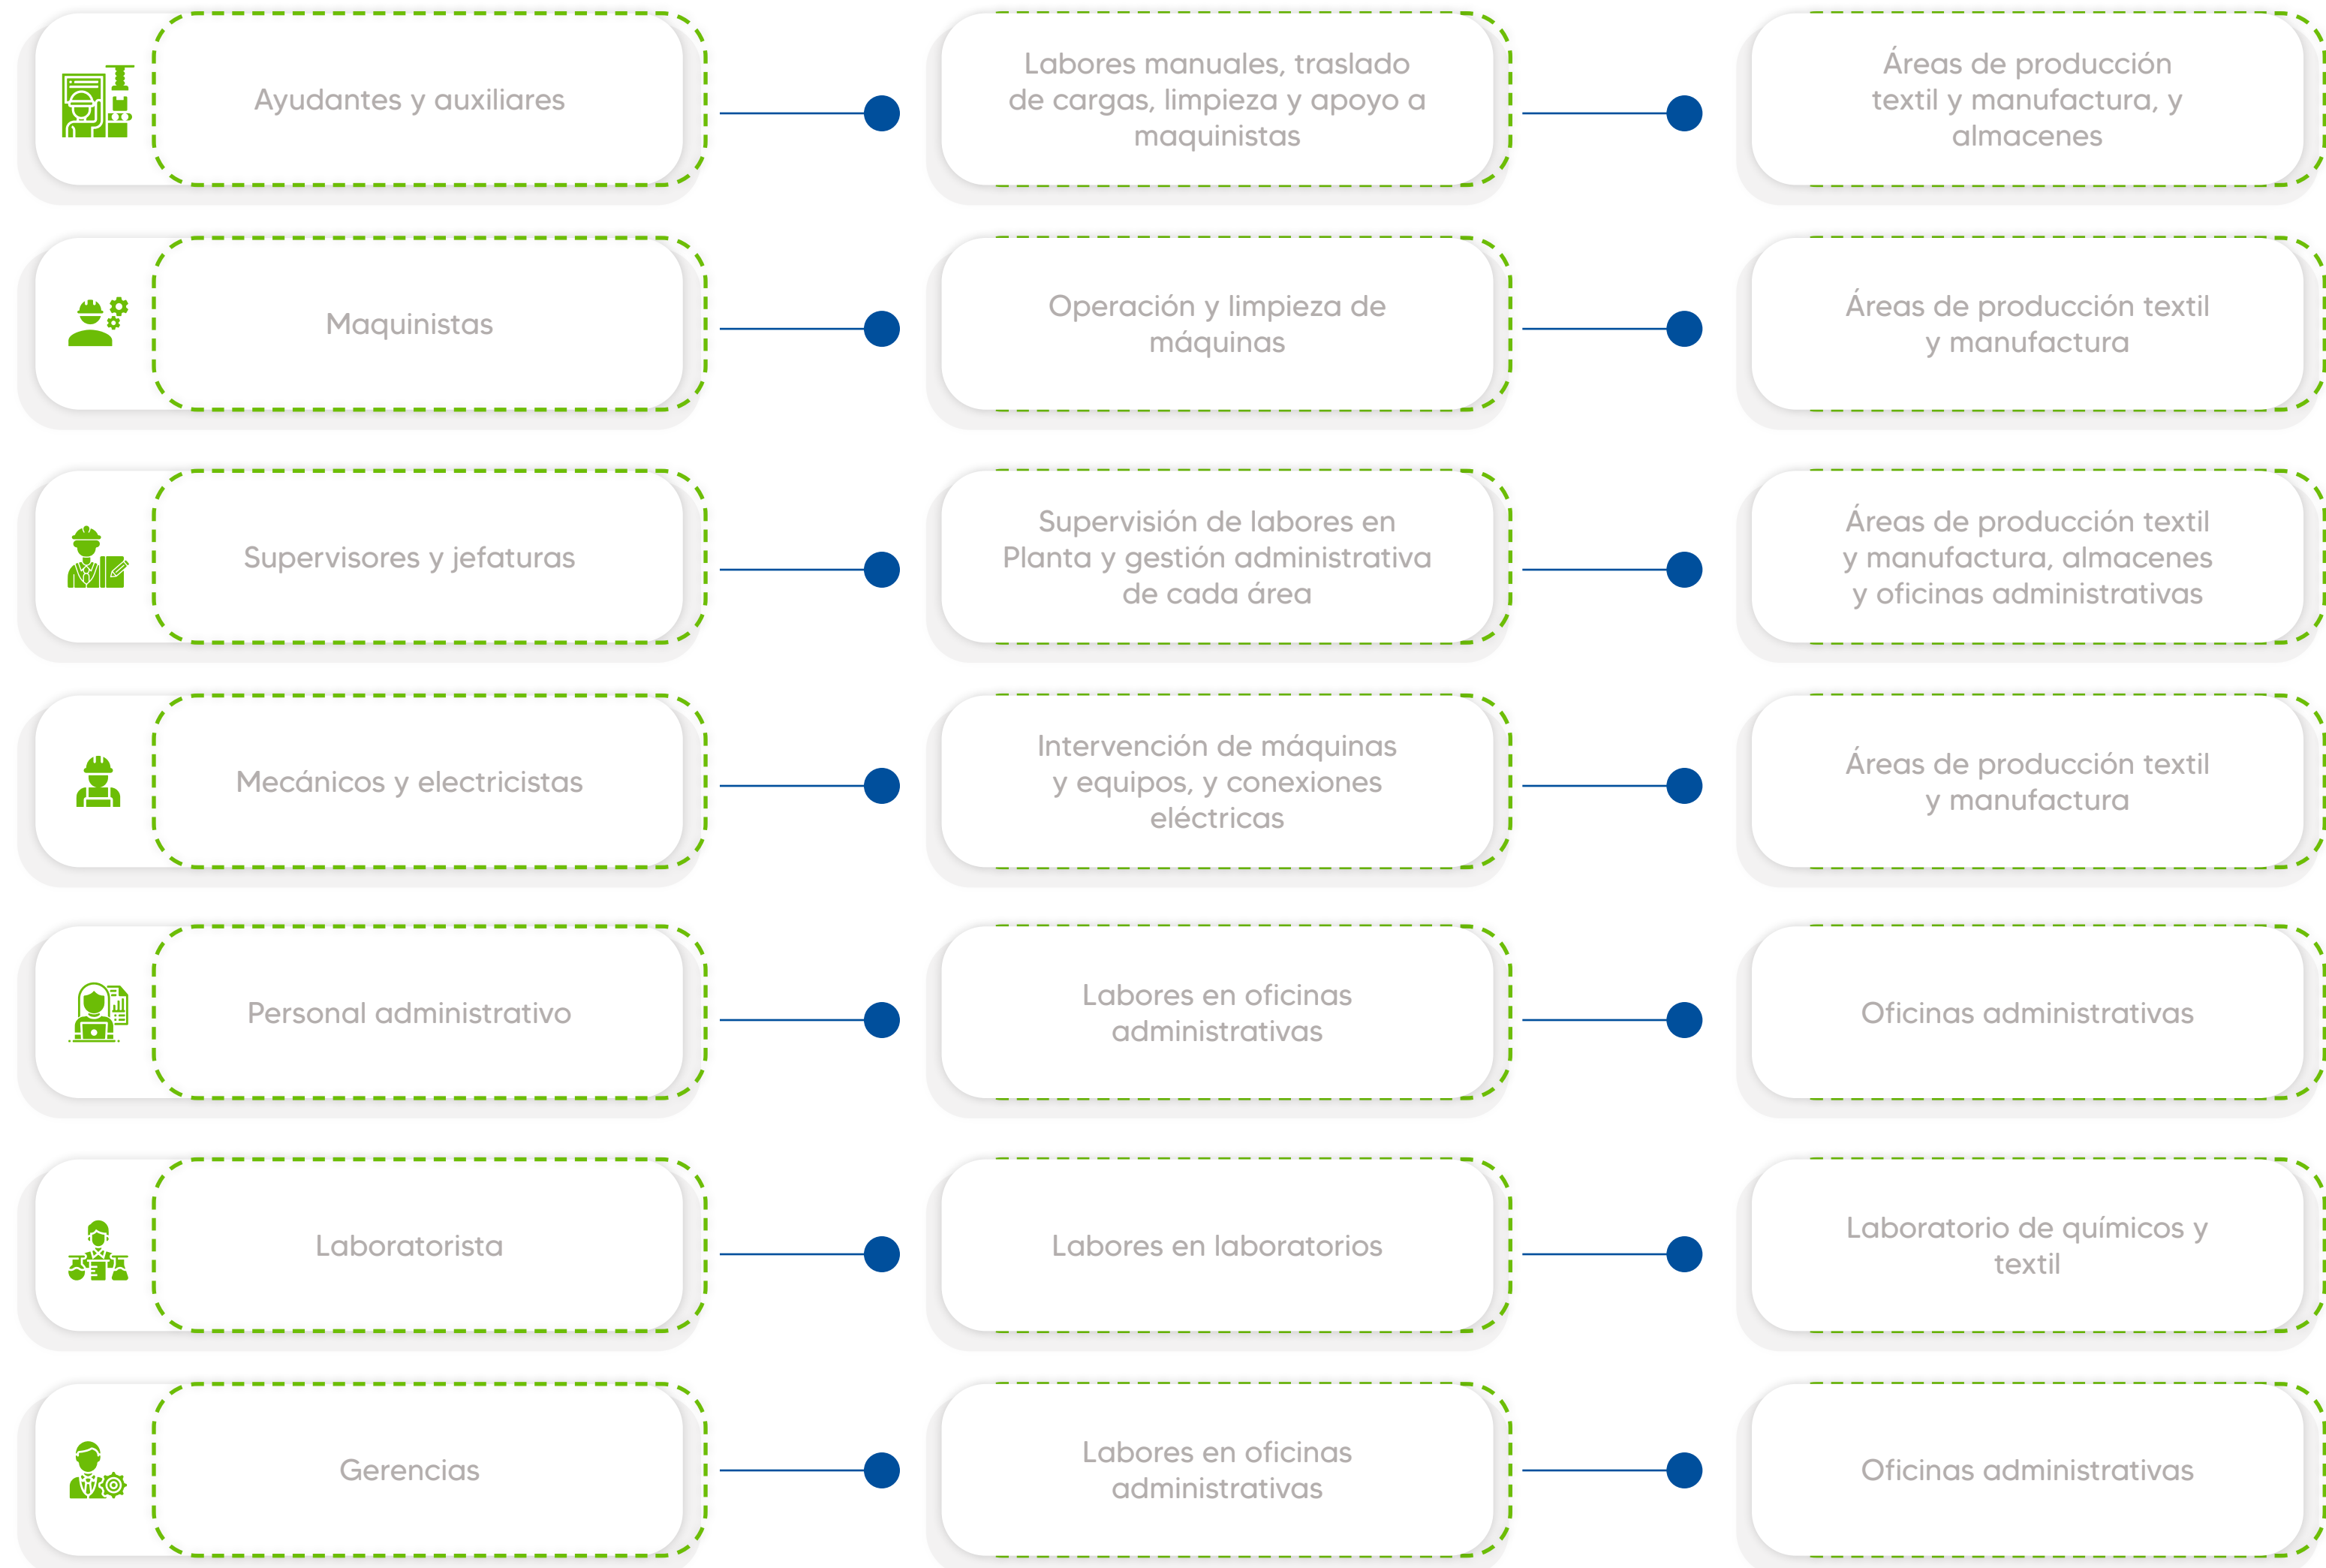 Ayudantes y auxiliares
Labores manuales, traslado
de cargas, limpieza y apoyo a
maquinistas
Áreas de producción
textil y manufactura, y
almacenes
Maquinistas
Operación y limpieza de
máquinas
Áreas de producción textil
y manufactura
Supervisores y jefaturas
Supervisión de labores en
Planta y gestión administrativa
de cada área
Áreas de producción textil
y manufactura, almacenes
y oficinas administrativas
Mecánicos y electricistas
Intervención de máquinas
y equipos, y conexiones
eléctricas
Áreas de producción textil
y manufactura
Personal administrativo
Labores en oficinas
administrativas
Oficinas administrativas
Laboratorista
Labores en laboratorios
Laboratorio de químicos y
textil
Gerencias
Labores en oficinas
administrativas
Oficinas administrativas